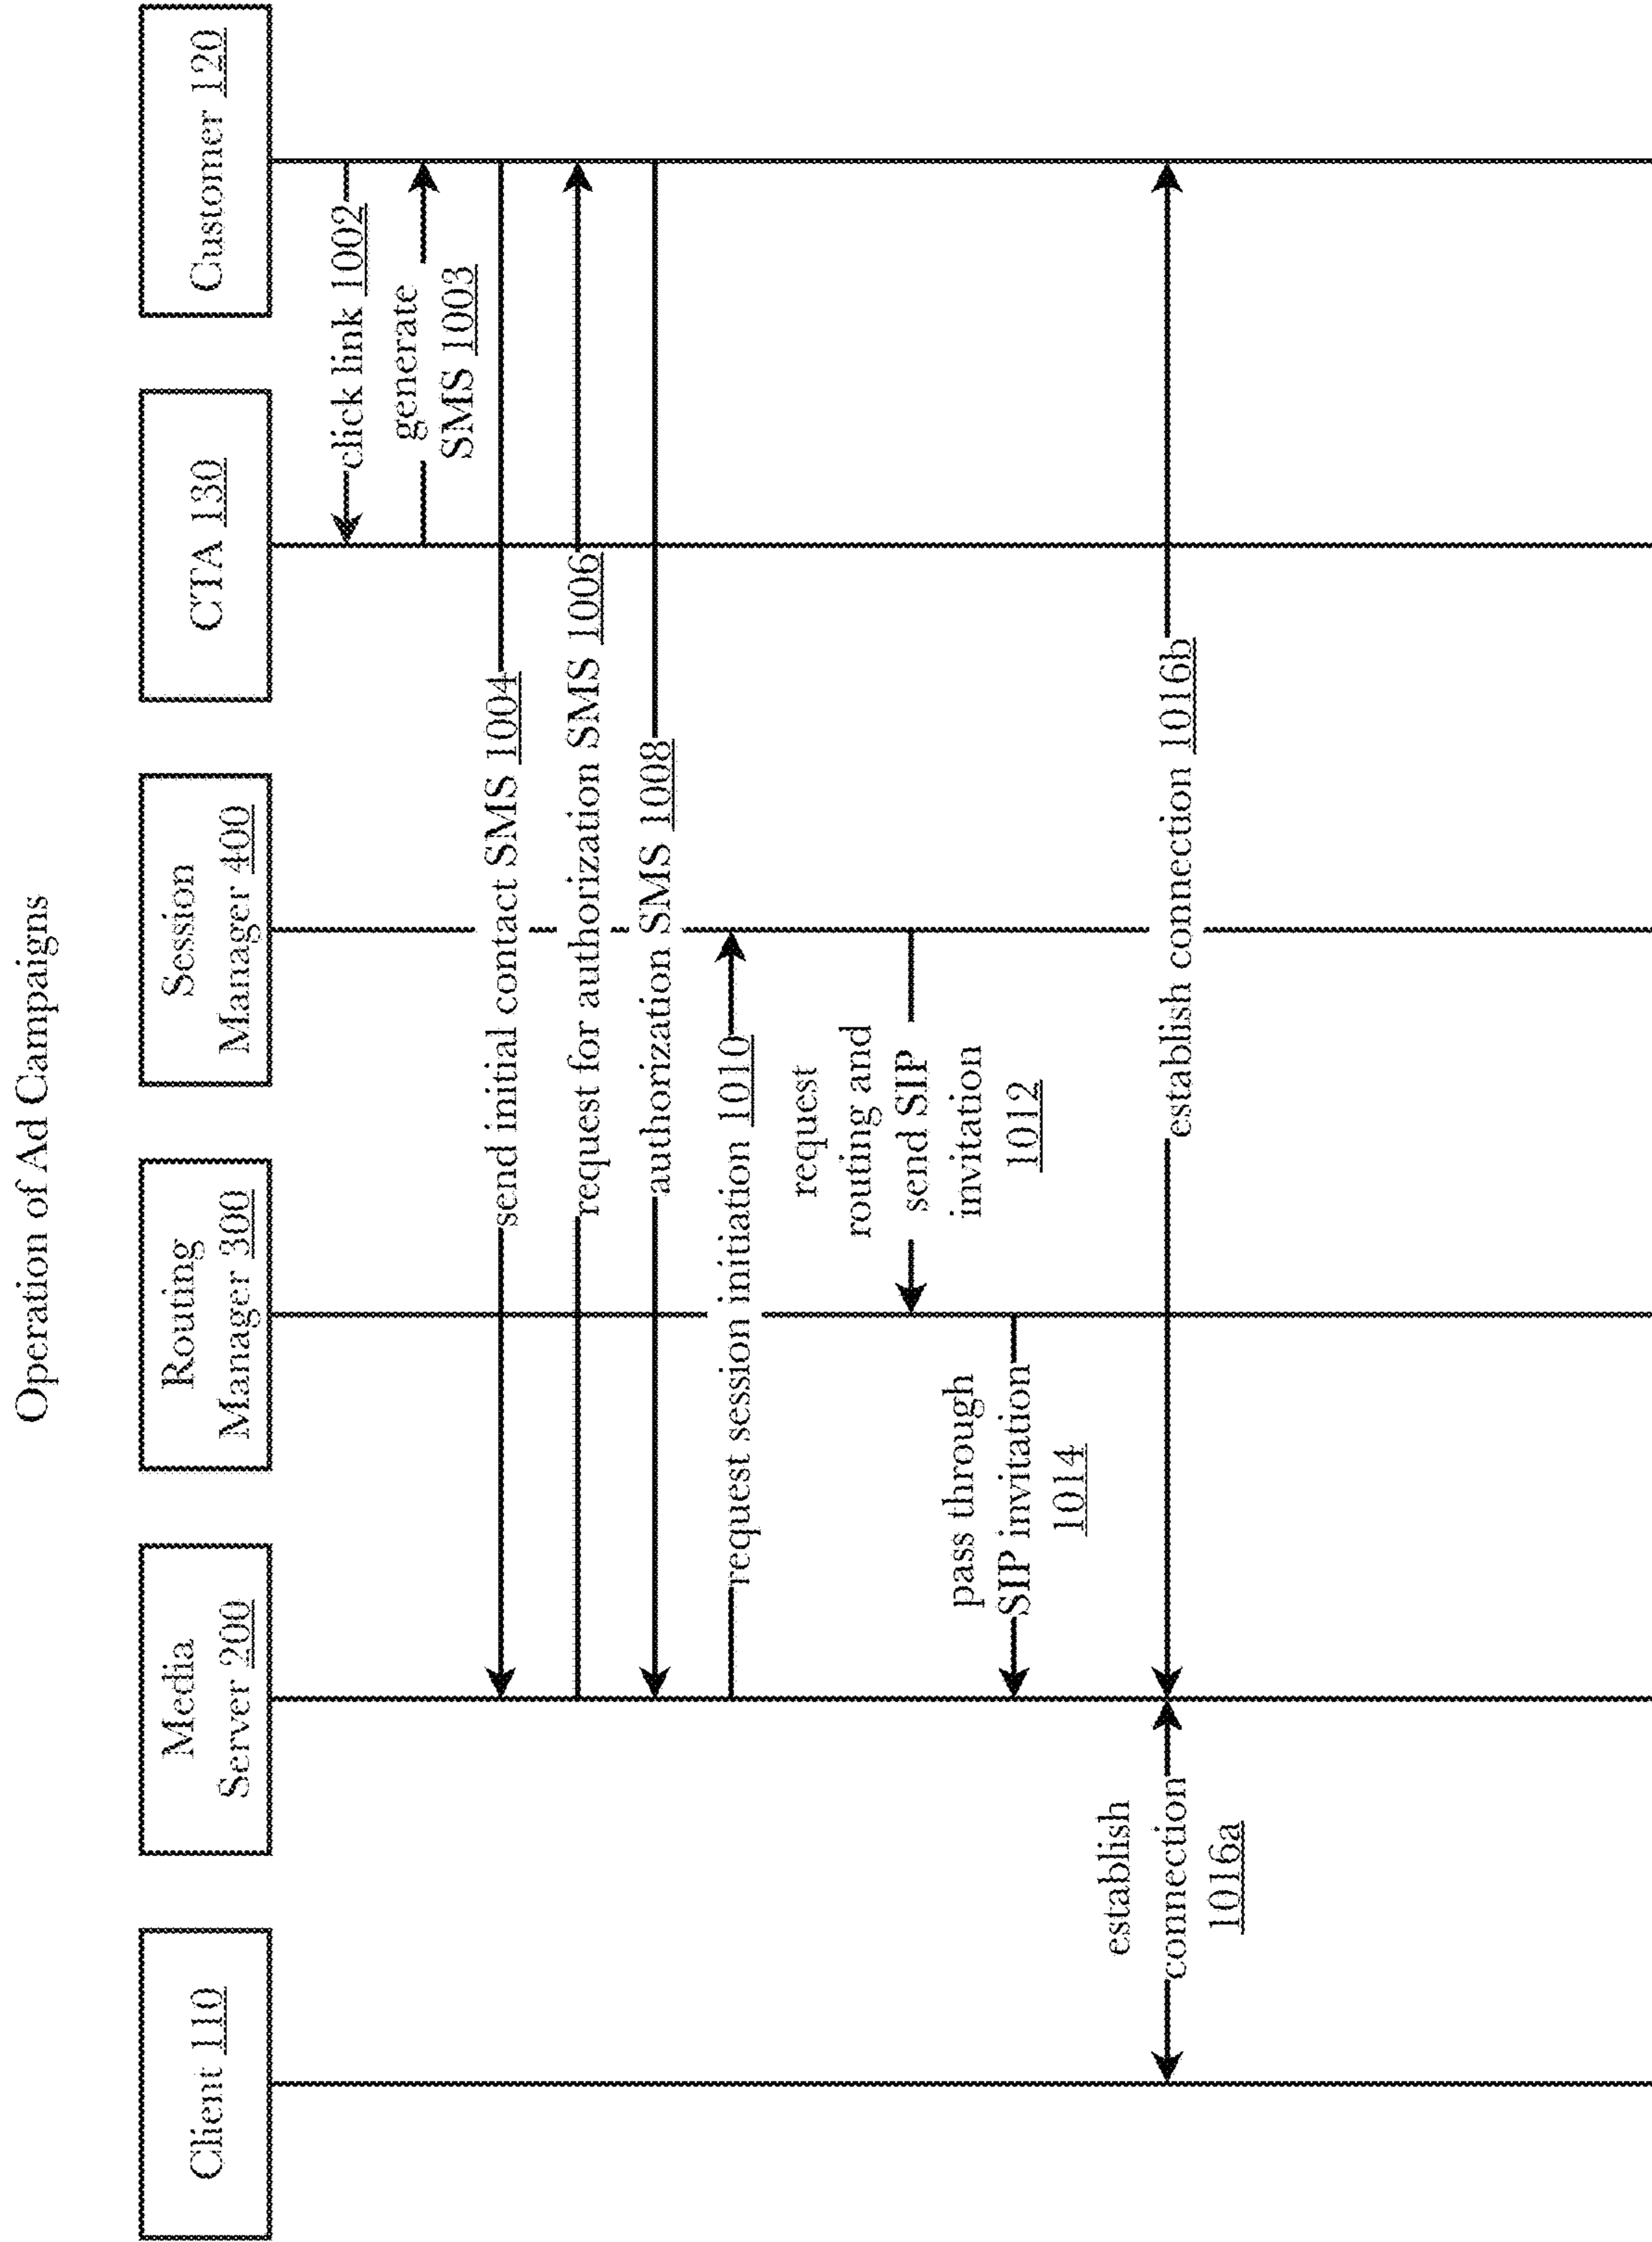 Operation of Ad Campaigns
Client 110
Media
Server 200
Routing
Manager 300
Session
Manager 400
CTA 130
Customer 120
click link 1002
generate
SMS 1003
send initial contact SMS 1004
request for authorization SMS 1006
authorization SMS 1008
request session initiation 1010
request
routing and
send SIP
invitation
1012
pass through
SIP invitation
1014
establish
connection
1016a
establish connection 1016b